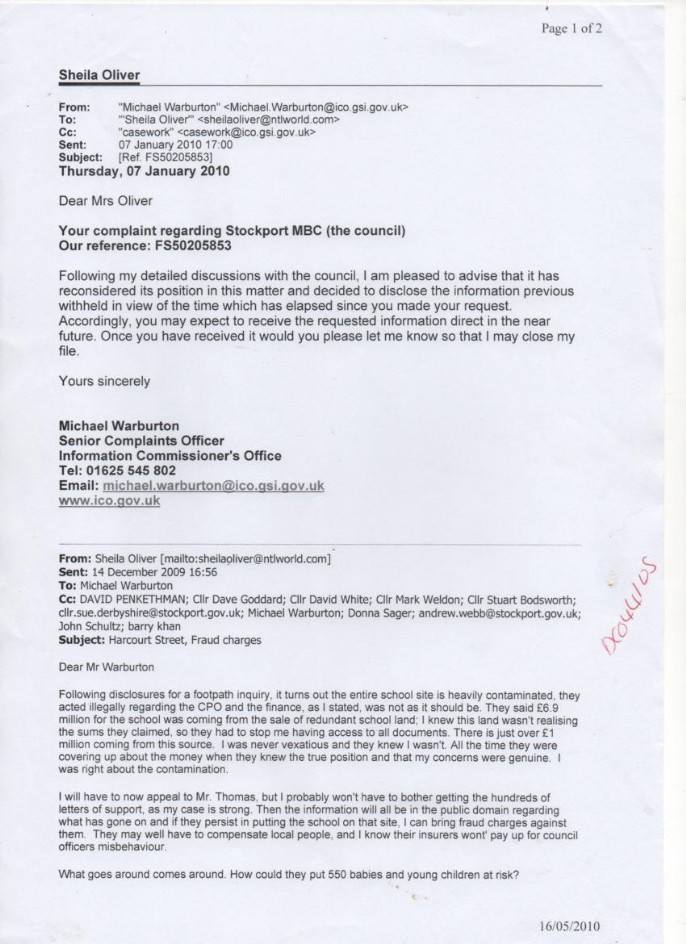 Page 1 of 2
Sheila Oliver
From: "Michael Warburton" <Michael.Warburton@ico.gsi.gov.uk>
To: "'Sheila Oliver'" <sheilaoliver@ntlworld.com>
Cc: "casework" <casework@ico.gsi.gov.uk>
Sent: 07 January 2010 17:00
Subject: [Ref. FS50205853]
Thursday, 07 January 2010
Dear Mrs Oliver
Your complaint regarding Stockport MBC (the council)
Our reference: FS50205853
Following my detailed discussions with the council, I am pleased to advise that it has
reconsidered its position in this matter and decided to disclose the information previous
withheld in view of the time which has elapsed since you made your request.
Accordingly, you may expect to receive the requested information direct in the near
future. Once you have received it would you please let me know so that I may close my
file.
Yours sincerely
Michael Warburton
Senior Complaints Officer
Information Commissioner's Office
Tel: 01625 545 802
Email: michael.warburton@ico.gsi.gov.uk
www.ico.gov.uk
From: Sheila Oliver [mailto:sheilaoliver@ntlworld.com]
Sent: 14 December 2009 16:56
To: Michael Warburton
Cc: DAVID PENKETHMAN; Cllr Dave Goddard; Cllr David White; Cllr Mark Weldon; Cllr Stuart Bodsworth;
cllr.sue.derbyshire@stockport.gov.uk; Michael Warburton; Donna Sager; andrew.webb@stockport.gov.uk;
John Schultz; barry khan
Subject: Harcourt Street, Fraud charges
Dear Mr Warburton
Following disclosures for a footpath inquiry, it turns out the entire school site is heavily contaminated, they
acted illegally regarding the CPO and the finance, as I stated, was not as it should be. They said £6.9
million for the school was coming from the sale of redundant school land; I knew this land wasn't realising
the sums they claimed, so they had to stop me having access to all documents. There is just over £1
million coming from this source. I was never vexatious and they knew I wasn't. All the time they were
covering up about the money when they knew the true position and that my concerns were genuine. I
was right about the contamination.
I will have to now appeal to Mr. Thomas, but I probably won't have to bother getting the hundreds of
letters of support, as my case is strong. Then the information will all be in the public domain regarding
what has gone on and if they persist in putting the school on that site, I can bring fraud charges against
them. They may well have to compensate local people, and I know their insurers wont' pay up for council
officers misbehaviour.
What goes around comes around. How could they put 550 babies and young children at risk?
16/05/2010